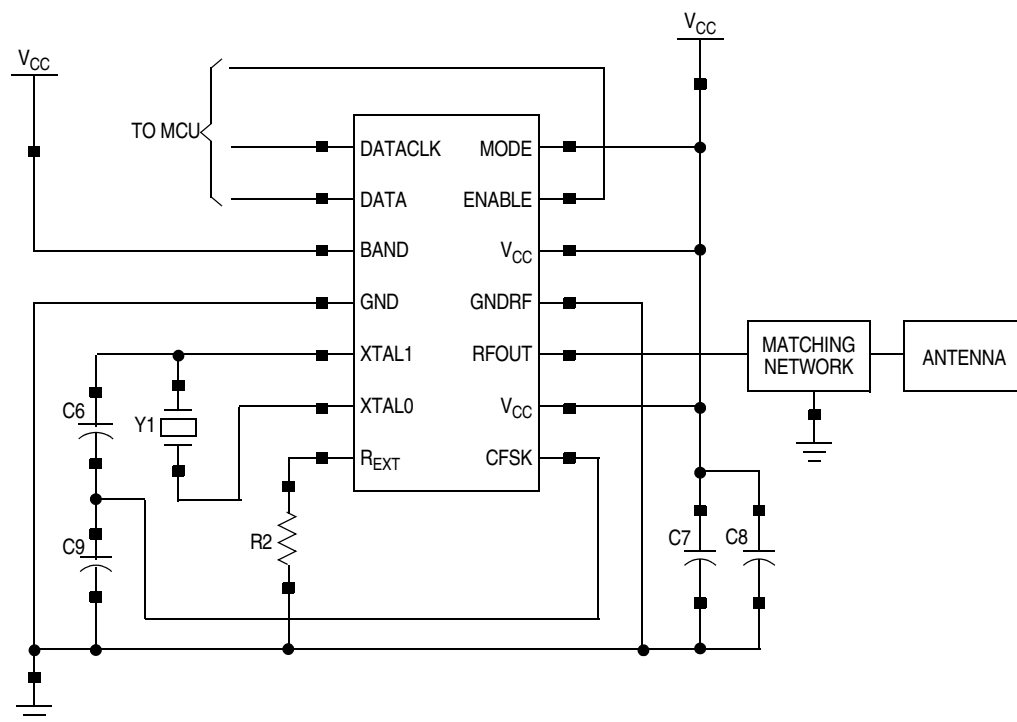 VCC
VCC
TO MCU
DATACLK
MODE
DATA
ENABLE
BAND
VCC
GND
GNDRF
XTAL1
RFOUT
MATCHING
NETWORK
ANTENNA
C6
Y1
XTAL0
VCC
REXT
CFSK
C9
R2
C7
C8